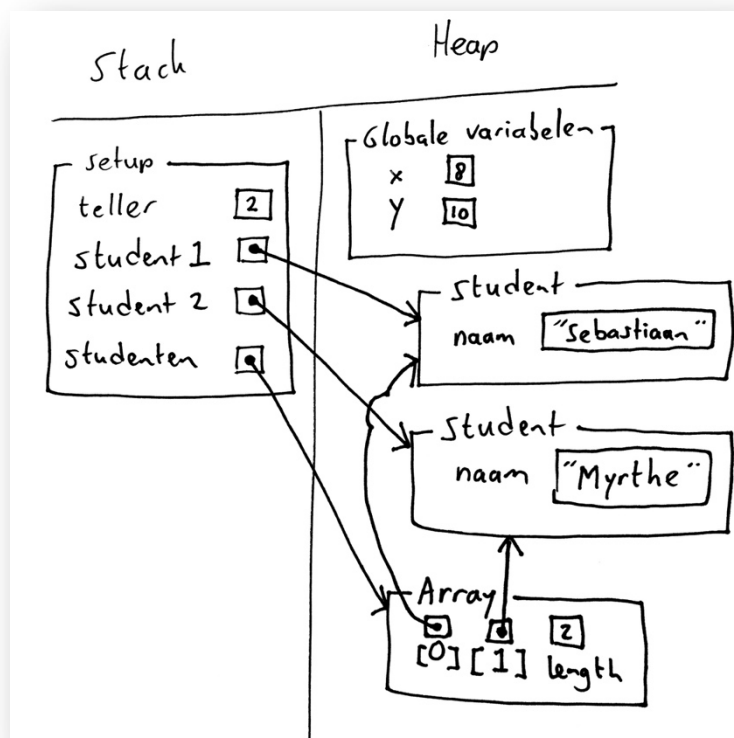 Stack
Heap
setup
teller 2
student 1
student 2
studenten
Globale variabelen
x 8
y 10
Student
naam "Sebastiaan"
Student
naam "Myrthe"
Array
2
[0] [1] length